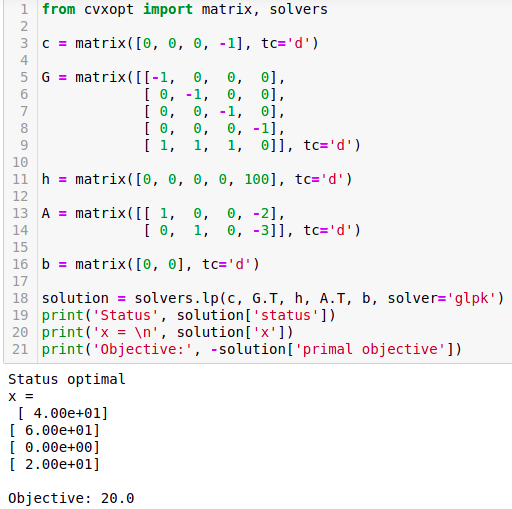 1 from cvxopt import matrix, solvers
2
3 c = matrix([0, 0, 0, -1], tc='d')
4
5 G = matrix([[-1,  0,  0,  0],
6             [ 0, -1,  0,  0],
7             [ 0,  0, -1,  0],
8             [ 0,  0,  0, -1],
9             [ 1,  1,  1,  0]], tc='d')
10
11 h = matrix([0, 0, 0, 0, 100], tc='d')
12
13 A = matrix([[ 1,  0,  0, -2],
14             [ 0,  1,  0, -3]], tc='d')
15
16 b = matrix([0, 0], tc='d')
17
18 solution = solvers.lp(c, G.T, h, A.T, b, solver='glpk')
19 print('Status', solution['status'])
20 print('x = \n', solution['x'])
21 print('Objective:', -solution['primal objective'])
Status optimal
x =
 [ 4.00e+01]
[ 6.00e+01]
[ 0.00e+00]
[ 2.00e+01]
Objective: 20.0